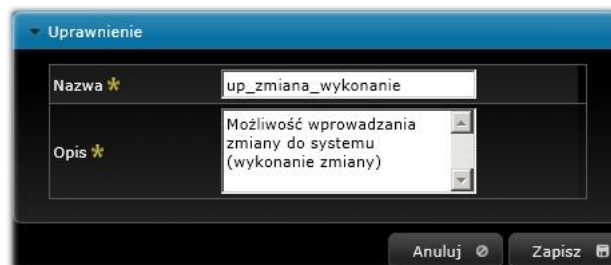 Uprawnienie
Nazwa *
up_zmiana_wykonanie
Opis *
Możliwość wprowadzania
zmiany do systemu
(wykonanie zmiany)
Anuluj
Zapisz